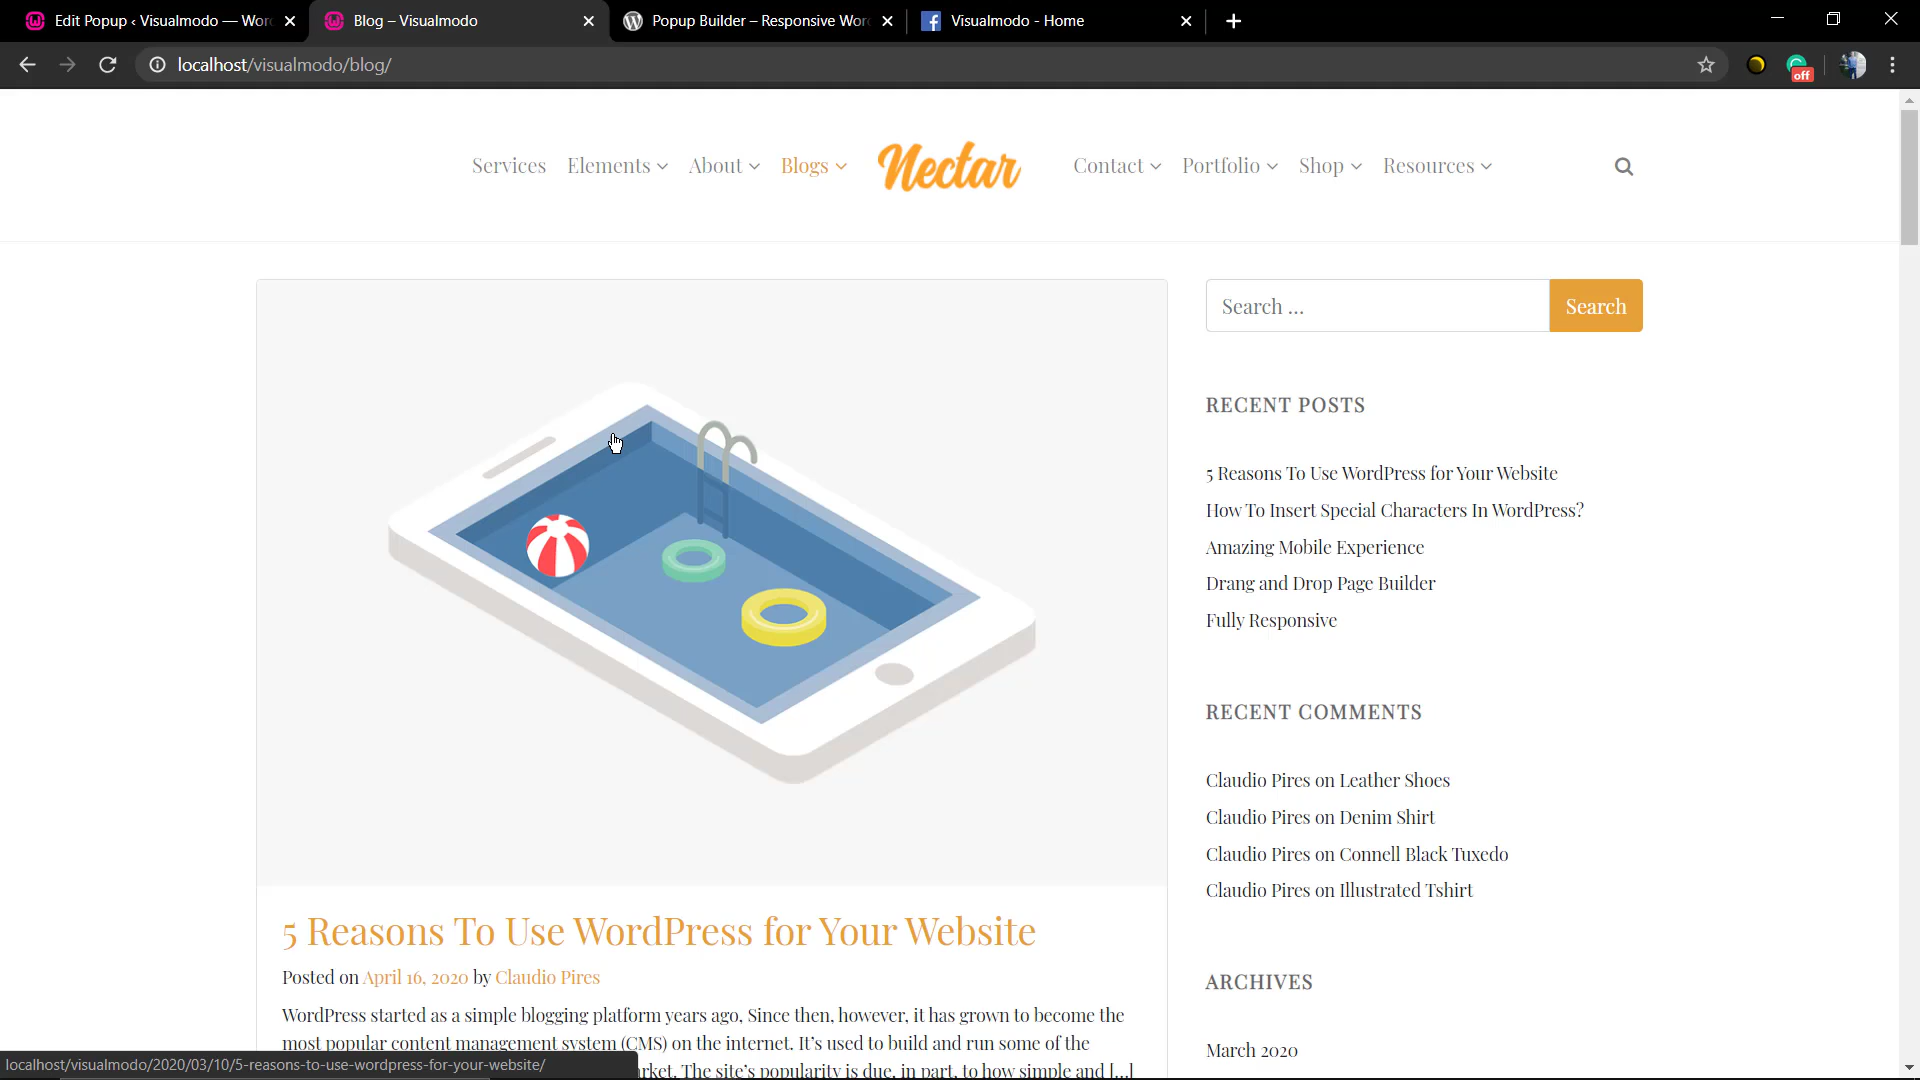 Edit Popup ‹ Visualmodo — Wor
Blog – Visualmodo
Popup Builder – Responsive Wor
Visualmodo - Home
localhost/visualmodo/blog/
off
Services
Elements
About
Blogs
Nectar
Contact
Portfolio
Shop
Resources
Search …
Search
RECENT POSTS
5 Reasons To Use WordPress for Your Website
How To Insert Special Characters In WordPress?
Amazing Mobile Experience
Drang and Drop Page Builder
Fully Responsive
RECENT COMMENTS
Claudio Pires on Leather Shoes
Claudio Pires on Denim Shirt
Claudio Pires on Connell Black Tuxedo
Claudio Pires on Illustrated Tshirt
ARCHIVES
March 2020
5 Reasons To Use WordPress for Your Website
Posted on April 16, 2020 by Claudio Pires
WordPress started as a simple blogging platform years ago, Since then, however, it has grown to become the
most popular content management system (CMS) on the internet. It's used to build and run some of the
rket. The site's popularity is due, in part, to how simple and […]
localhost/visualmodo/2020/03/10/5-reasons-to-use-wordpress-for-your-website/